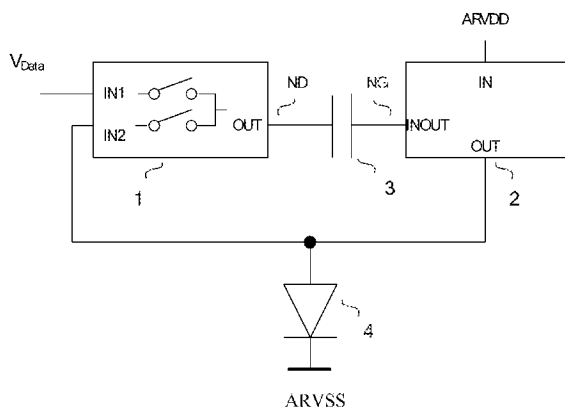 ARVDD
VData
IN1
IN2
OUT
ND
NG
IN
INOUT
OUT
1
3
2
4
ARVSS